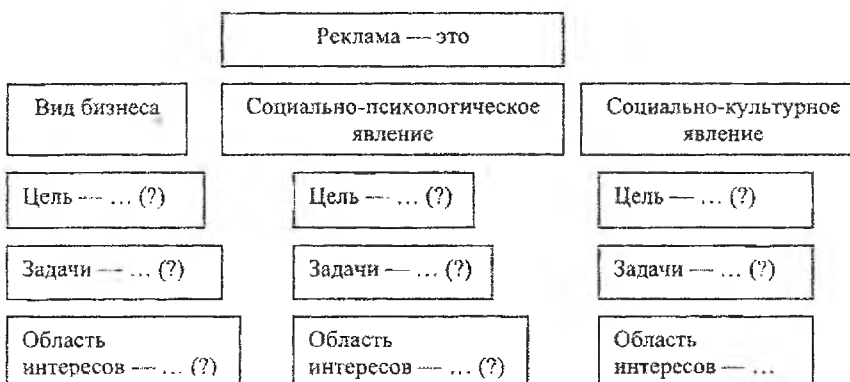 Реклама — это
Вид бизнеса
Социально-психологическое
явление
Социально-культурное
явление
Цель — ... (?)
Цель — ... (?)
Цель — ... (?)
Задачи — ... (?)
Задачи — ... (?)
Задачи — ... (?)
Область
интересов — ... (?)
Область
интересов — ... (?)
Область
интересов — ...